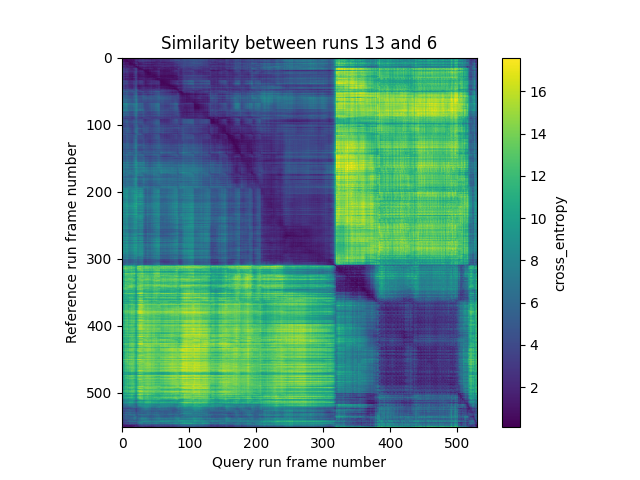 Similarity between runs 13 and 6
0
100
200
300
400
500
Reference run frame number
0 100 200 300 400 500
Query run frame number
16
14
12
10
8
6
4
2
cross_entropy